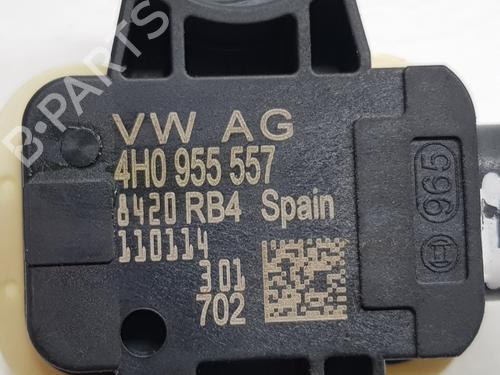 VW AG
4H0 955 557
8420 RB4 Spain
110114
301
702
965
B-PARTS